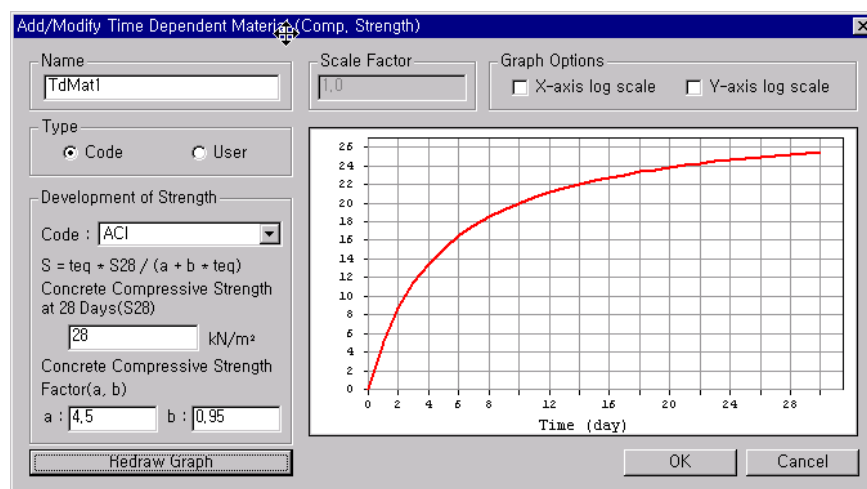 Add/Modify Time Dependent Material (Comp, Strength)
Name
TdMat1
Scale Factor
1,0
Graph Options
X-axis log scale
Y-axis log scale
Type
Code
User
Development of Strength
Code : ACI
S = teq * S28 / (a + b * teq)
Concrete Compressive Strength
at 28 Days(S28)
28 kN/m²
Concrete Compressive Strength
Factor(a, b)
a : 4,5 b : 0,95
Redraw Graph
26
24
22
20
18
16
14
12
10
8
6
4
2
0
0 2 4 6 8 12 16 20 24 28
Time (day)
OK
Cancel